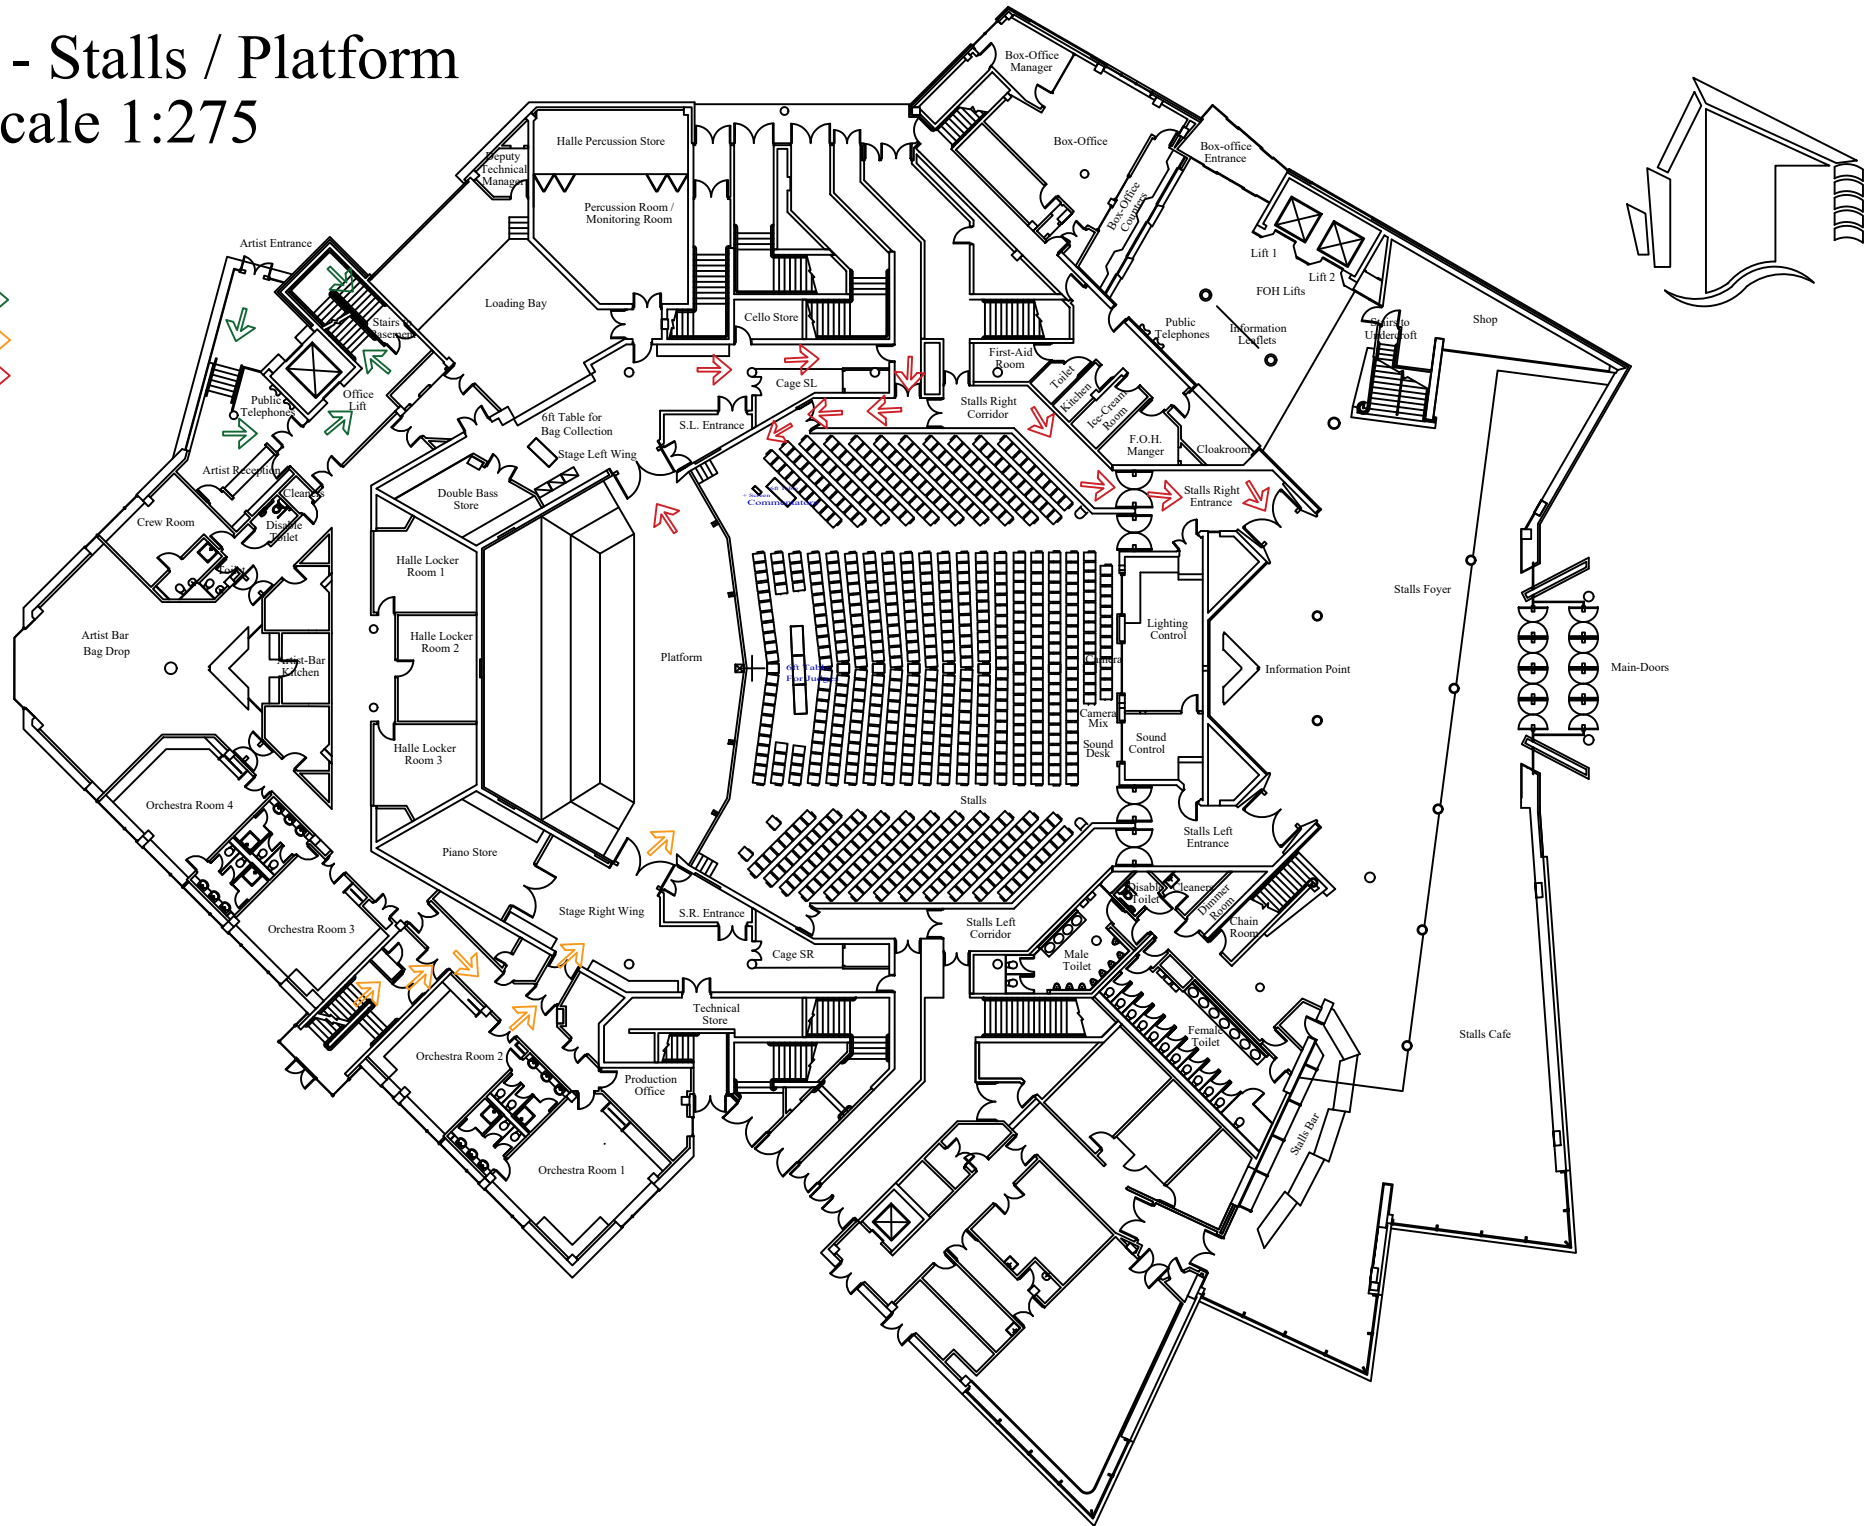 - Stalls / Platform
cale 1:275
Box-Office
Manager
Halle Percussion Store
Box-Office
Box-office
Entrance
Deputy
Technical
Manager
Percussion Room /
Monitoring Room
Box-Office
Counters
Artist Entrance
Lift 1
Lift 2
FOH Lifts
Loading Bay
Cello Store
Stairs to
Basement
Public
Telephones
Information
Leaflets
Stairs to
Undercroft
Shop
First-Aid
Room
Toilet
Kitchen
Ice-Cream
Room
Cage SL
Office
Lift
Public
Telephones
6ft Table for
Bag Collection
S.L. Entrance
Stalls Right
Corridor
F.O.H.
Manger
Cloakroom
Stage Left Wing
Artist Reception
Cleaners
Double Bass
Store
Commentators
Stalls Right
Entrance
Crew Room
Disable
Toilet
Toilet
Halle Locker
Room 1
Stalls Foyer
Artist Bar
Bag Drop
Halle Locker
Room 2
Lighting
Control
Artist-Bar
Kitchen
Platform
6ft Table
For Judges
Camera
Information Point
Main-Doors
Camera
Mix
Sound
Desk
Sound
Control
Halle Locker
Room 3
Orchestra Room 4
Stalls
Stalls Left
Entrance
Piano Store
Disable
Toilet
Cleaners
Dimmer
Room
Chain
Room
Stage Right Wing
S.R. Entrance
Stalls Left
Corridor
Orchestra Room 3
Cage SR
Male
Toilet
Technical
Store
Female
Toilet
Stalls Cafe
Orchestra Room 2
Production
Office
Stalls Bar
Orchestra Room 1